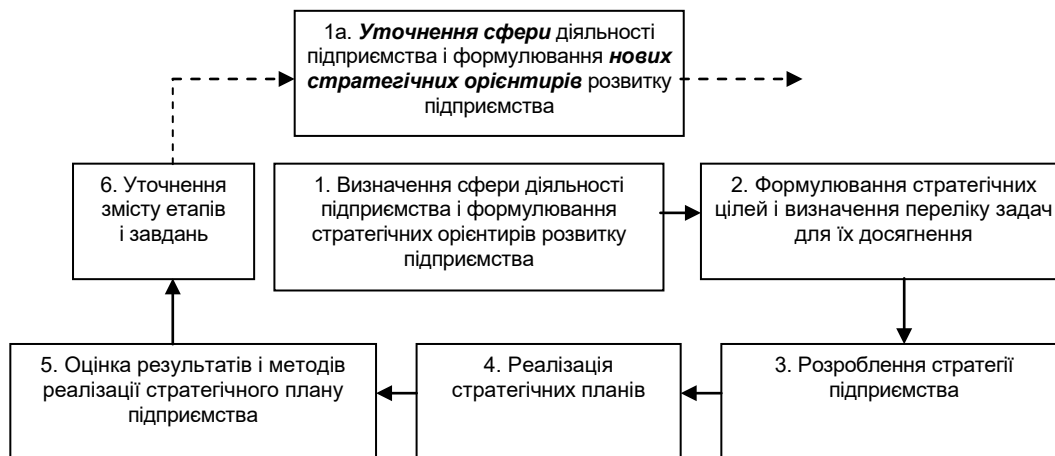 1а. Уточнення сфери діяльності
підприємства і формулювання нових
стратегічних орієнтирів розвитку
підприємства
6. Уточнення
змісту етапів
і завдань
1. Визначення сфери діяльності
підприємства і формулювання
стратегічних орієнтирів розвитку
підприємства
2. Формулювання стратегічних
цілей і визначення переліку задач
для їх досягнення
5. Оцінка результатів і методів
реалізації стратегічного плану
підприємства
4. Реалізація
стратегічних планів
3. Розроблення стратегії
підприємства